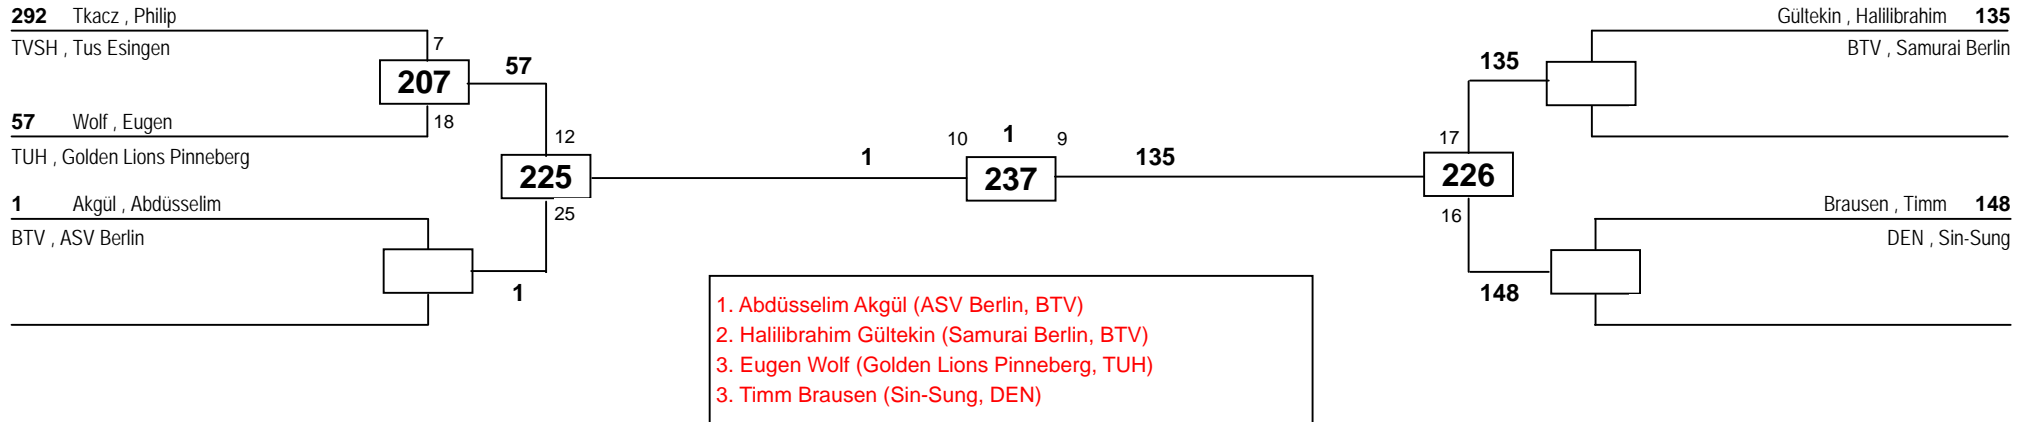 292 Tkacz , Philip
TVSH , Tus Esingen
7
207
57
57 Wolf , Eugen
18
TUH , Golden Lions Pinneberg
12
225
1 Akgül , Abdüsselim
25
BTV , ASV Berlin
1
1
10 1 9
237
135
Gültekin , Halilibrahim 135
BTV , Samurai Berlin
135
17
226
16
Brausen , Timm 148
DEN , Sin-Sung
148
1. Abdüsselim Akgül (ASV Berlin, BTV)
2. Halilibrahim Gültekin (Samurai Berlin, BTV)
3. Eugen Wolf (Golden Lions Pinneberg, TUH)
3. Timm Brausen (Sin-Sung, DEN)